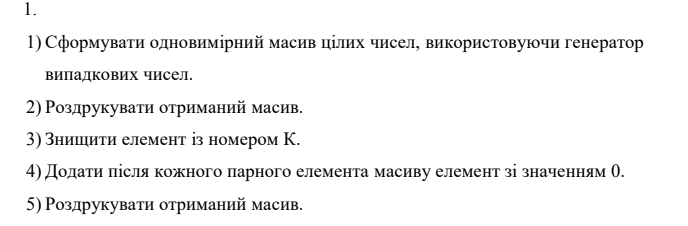 1.
1) Сформувати одновимірний масив цілих чисел, використовуючи генератор
випадкових чисел.
2) Роздрукувати отриманий масив.
3) Знищити елемент із номером К.
4) Додати після кожного парного елемента масиву елемент зі значенням 0.
5) Роздрукувати отриманий масив.